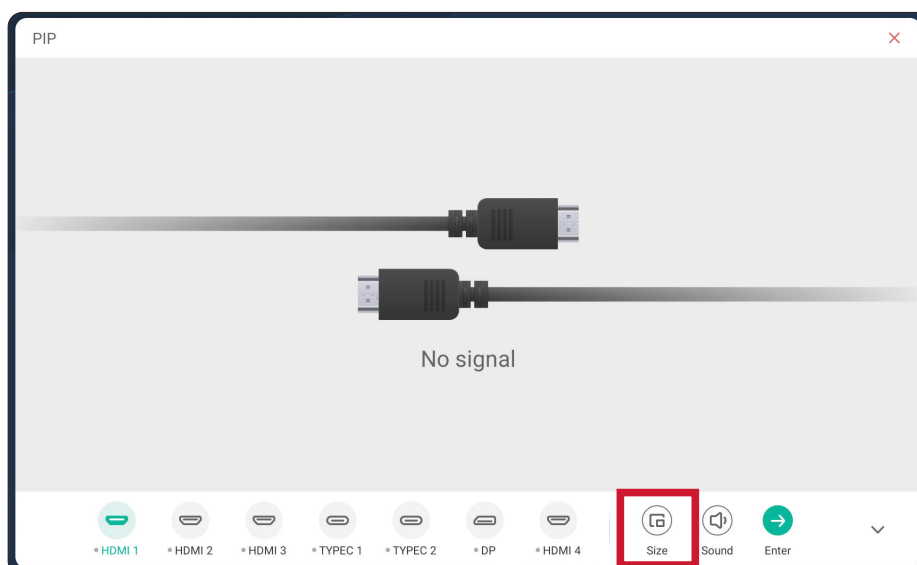 PIP
No signal
HDMI 1
HDMI 2
HDMI 3
TYPEC 1
TYPEC 2
DP
HDMI 4
Size
Sound
Enter